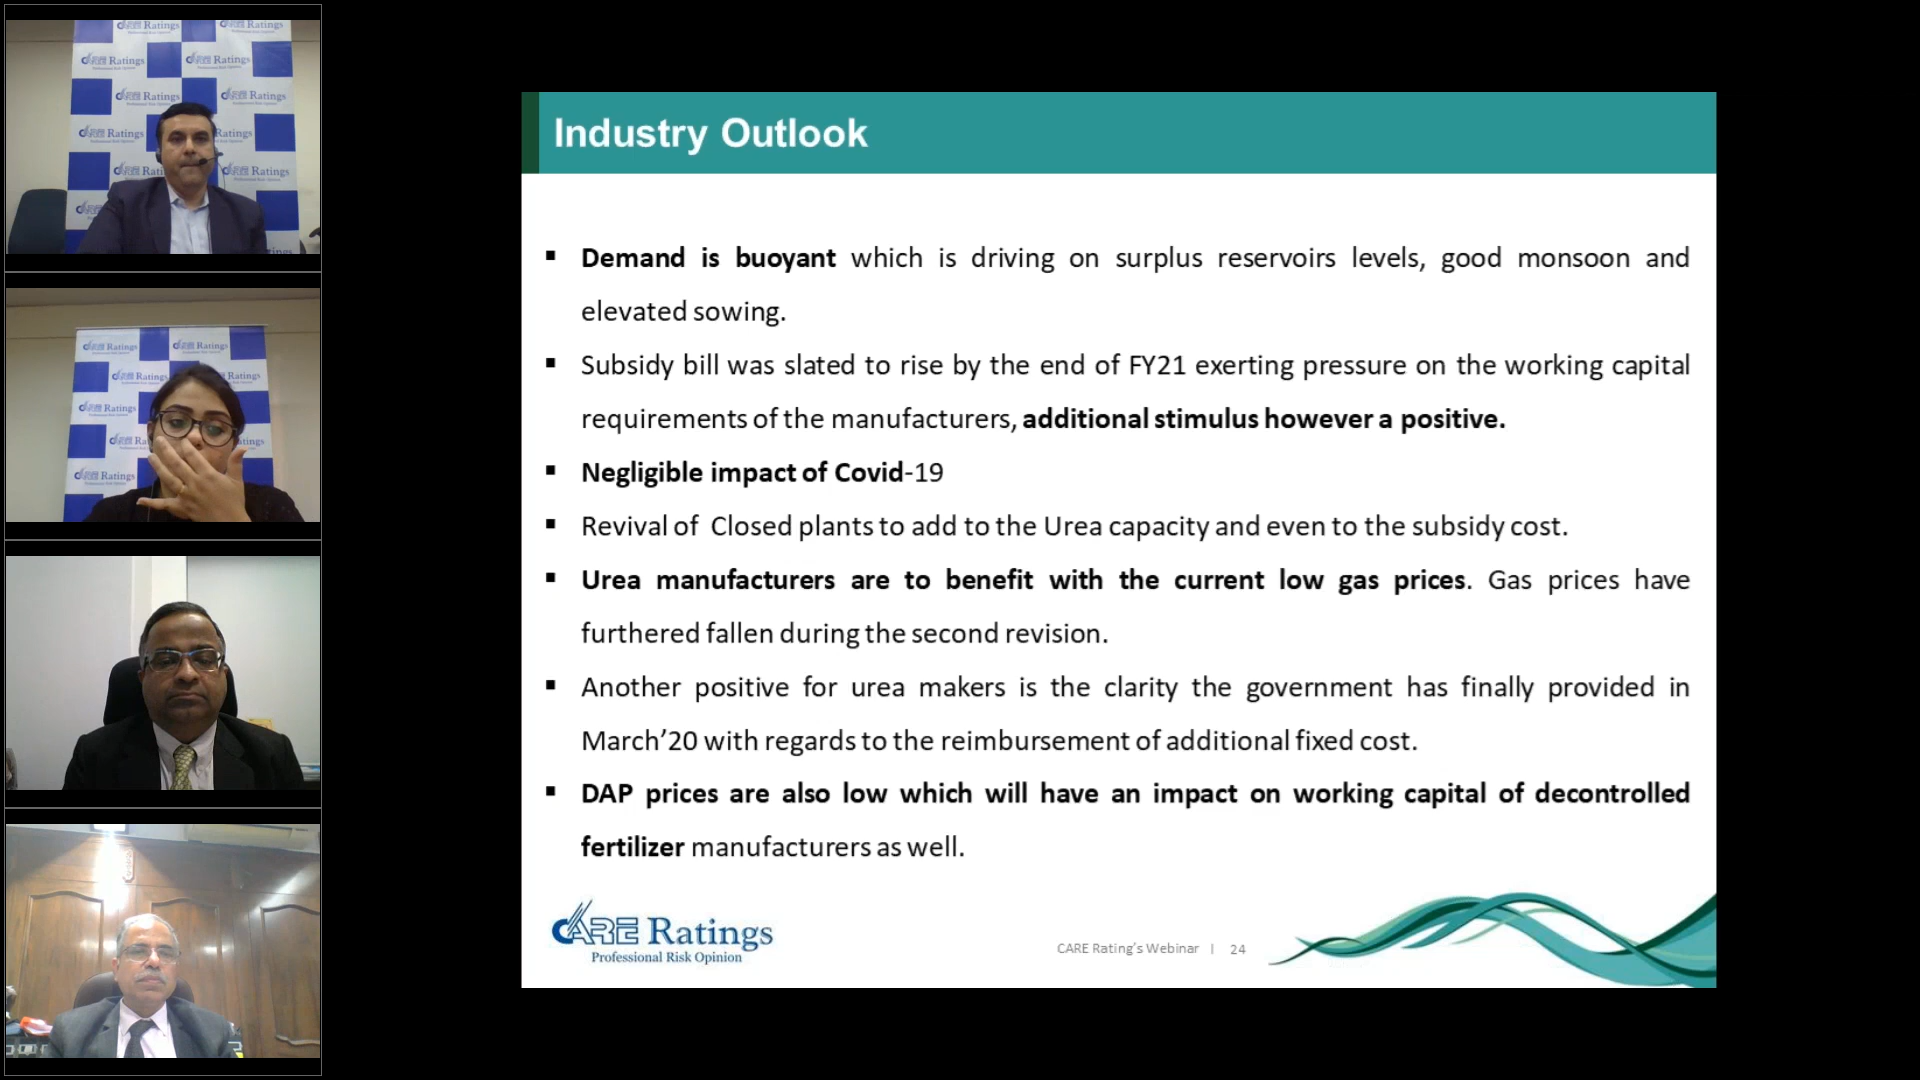 CARE Ratings
Professional Risk Opinion
Industry Outlook
▪ Demand is buoyant which is driving on surplus reservoirs levels, good monsoon and
elevated sowing.
▪ Subsidy bill was slated to rise by the end of FY21 exerting pressure on the working capital
requirements of the manufacturers, additional stimulus however a positive.
▪ Negligible impact of Covid-19
▪ Revival of Closed plants to add to the Urea capacity and even to the subsidy cost.
▪ Urea manufacturers are to benefit with the current low gas prices. Gas prices have
furthered fallen during the second revision.
▪ Another positive for urea makers is the clarity the government has finally provided in
March’20 with regards to the reimbursement of additional fixed cost.
▪ DAP prices are also low which will have an impact on working capital of decontrolled
fertilizer manufacturers as well.
CARE Ratings
Professional Risk Opinion
CARE Rating’s Webinar | 24